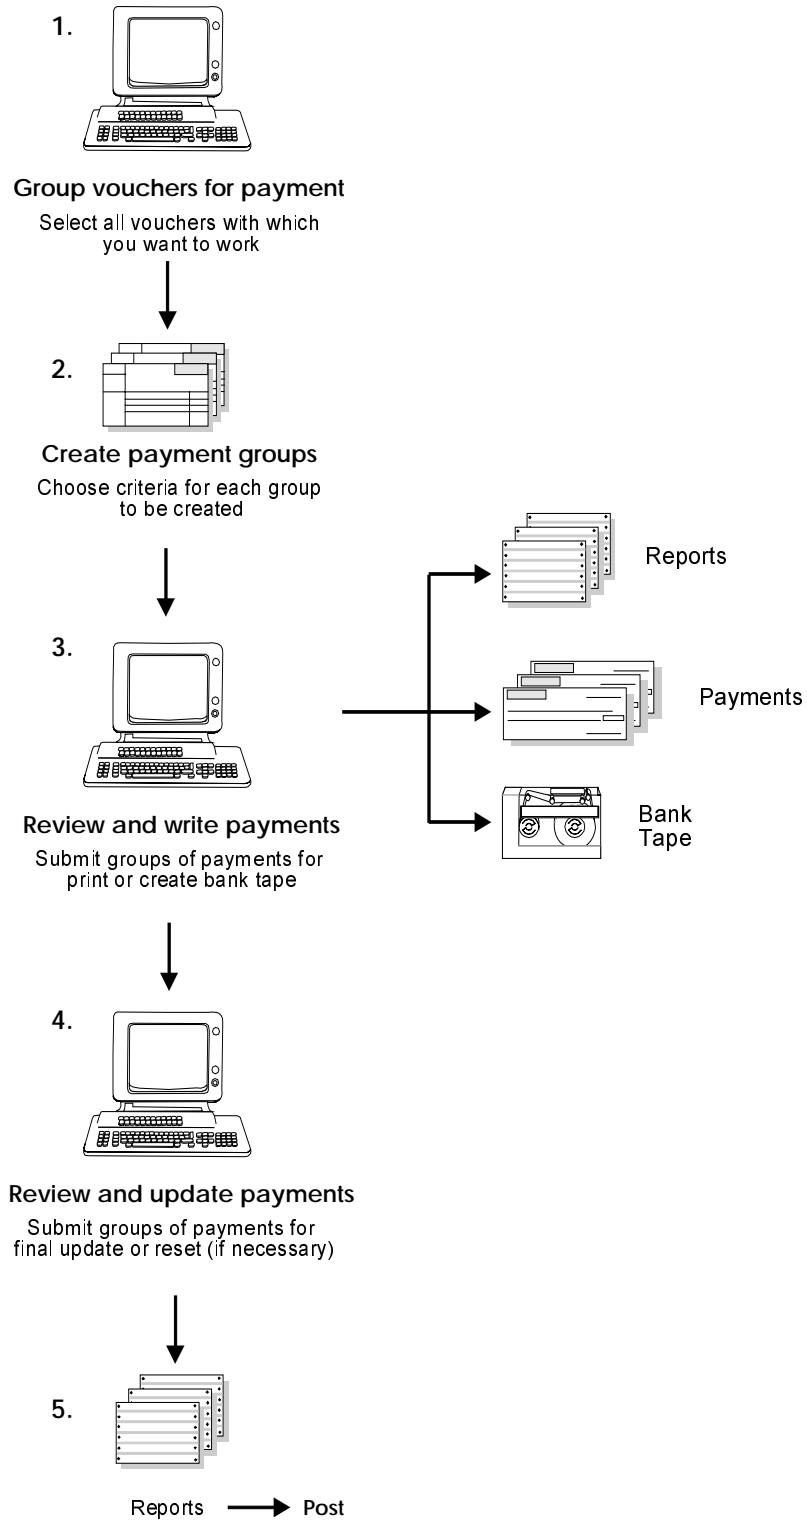 1.
Group vouchers for payment
Select all vouchers with which
you want to work
2.
Create payment groups
Choose criteria for each group
to be created
3.
Review and write payments
Submit groups of payments for
print or create bank tape
Reports
Payments
Bank
Tape
4.
Review and update payments
Submit groups of payments for
final update or reset (if necessary)
5.
Reports Post